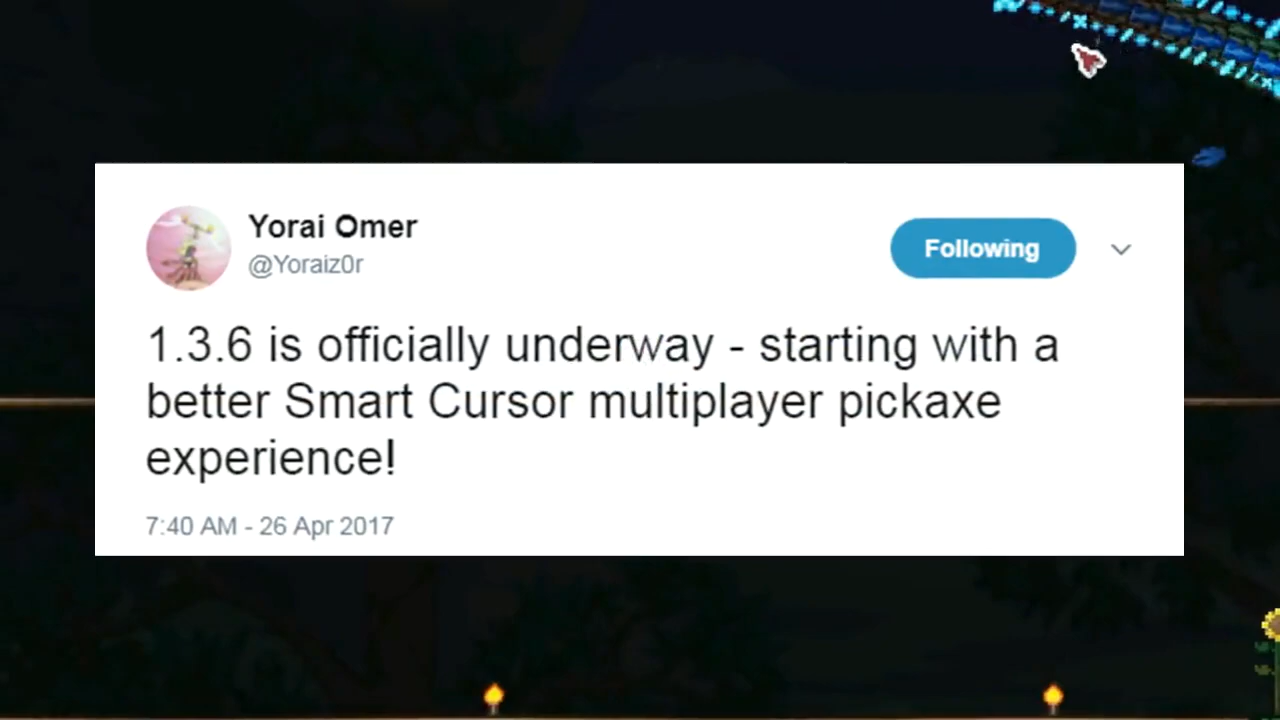 Yorai Omer
@Yoraiz0r
Following
1.3.6 is officially underway - starting with a
better Smart Cursor multiplayer pickaxe
experience!
7:40 AM - 26 Apr 2017